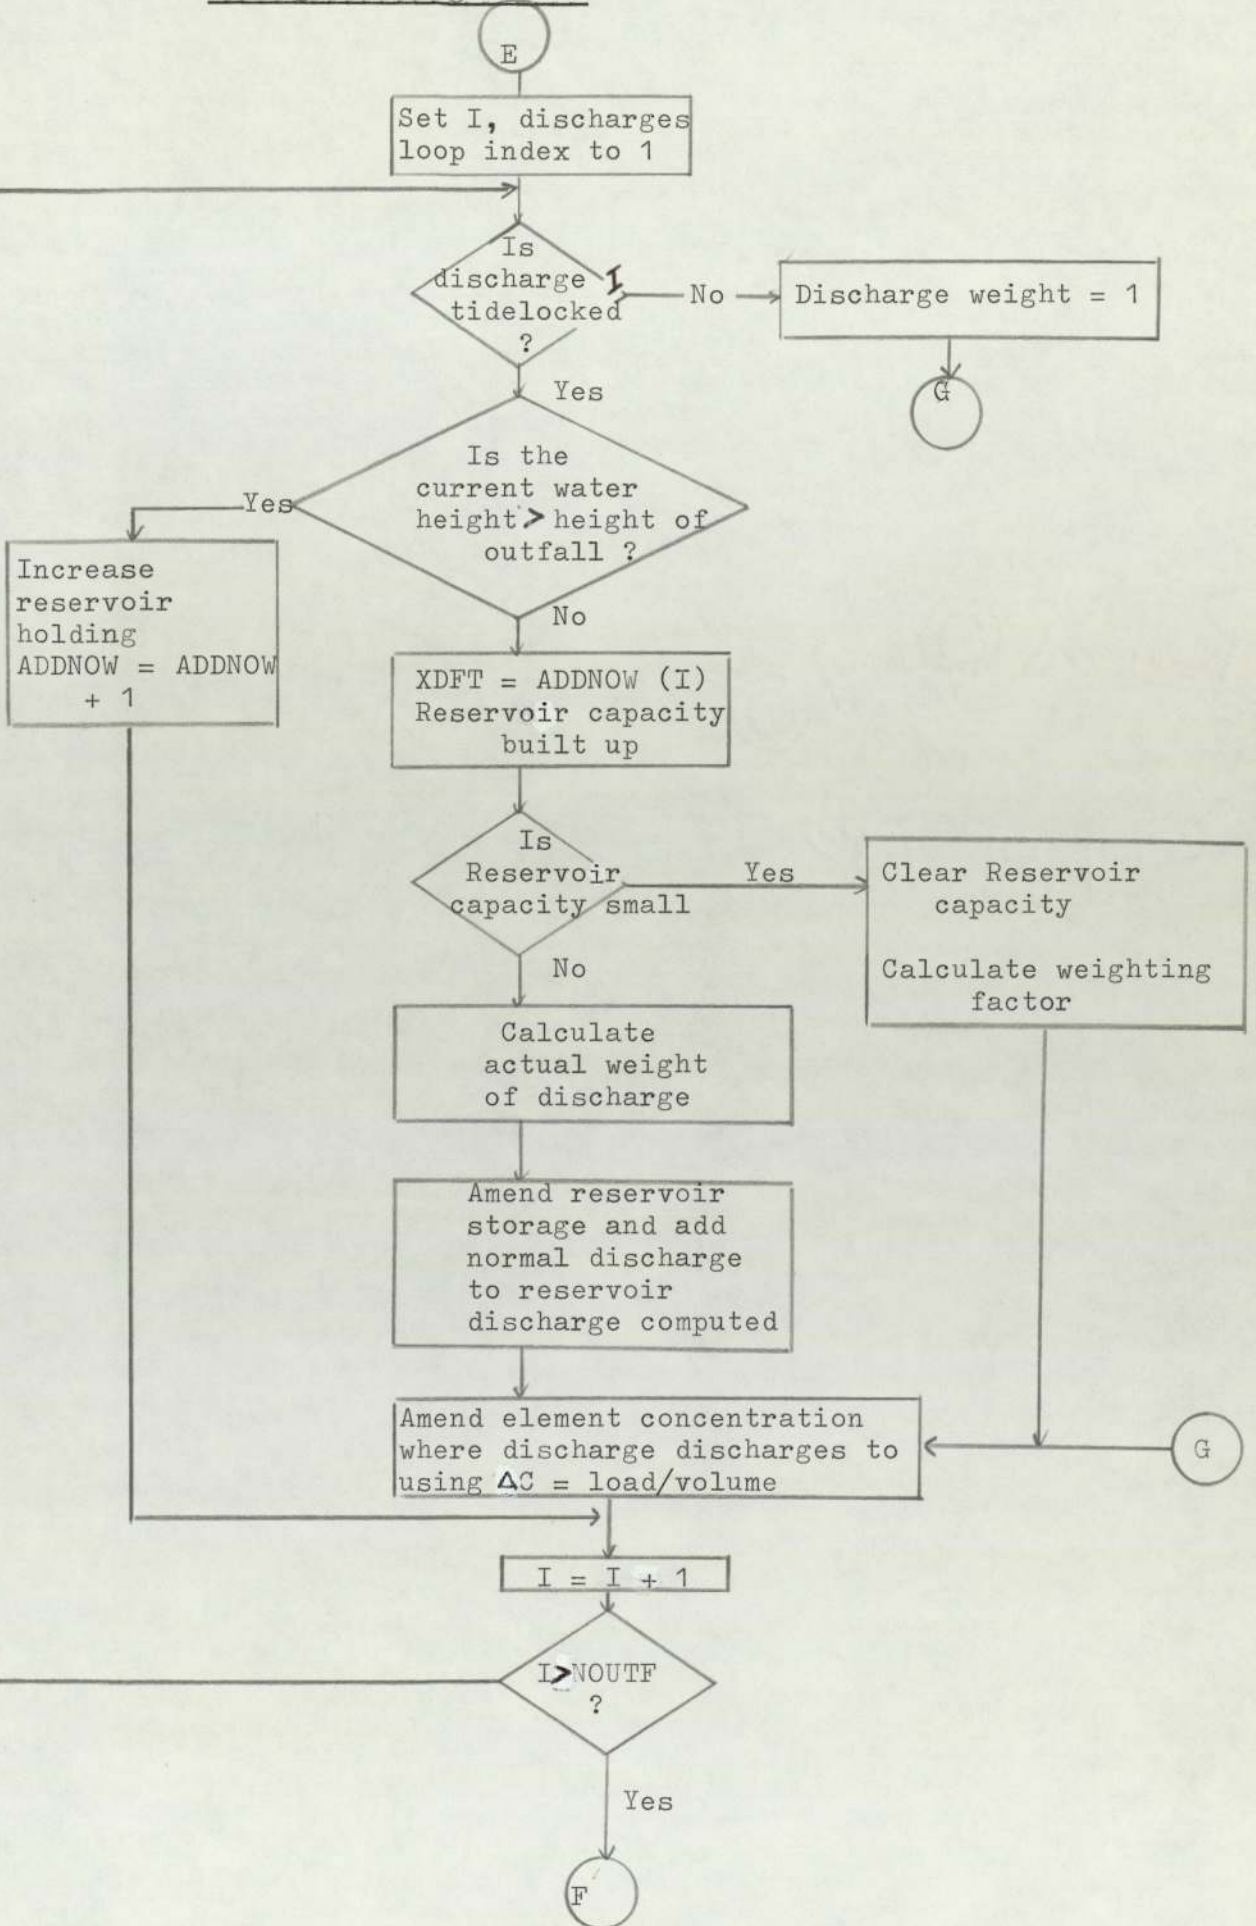 E
Set I, discharges
loop index to 1
Is
discharge I
tidelocked
?
No
Discharge weight = 1
G
Yes
Is the
current water
height > height of
outfall ?
Yes
Increase
reservoir
holding
ADDNOW = ADDNOW
+ 1
No
XDFT = ADDNOW (I)
Reservoir capacity
built up
Is
Reservoir
capacity small
Yes
Clear Reservoir
capacity
Calculate weighting
factor
No
Calculate
actual weight
of discharge
Amend reservoir
storage and add
normal discharge
to reservoir
discharge computed
Amend element concentration
where discharge discharges to
using ΔC = load/volume
G
I = I + 1
I>NOUTF
?
Yes
F